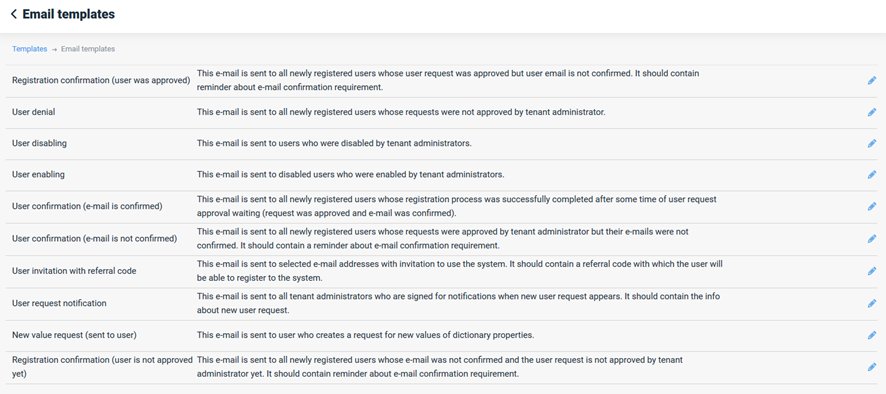 Email templates
Templates → Email templates
Registration confirmation (user was approved)
This e-mail is sent to all newly registered users whose user request was approved but user email is not confirmed. It should contain
reminder about e-mail confirmation requirement.
User denial
This e-mail is sent to all newly registered users whose requests were not approved by tenant administrator.
User disabling
This e-mail is sent to users who were disabled by tenant administrators.
User enabling
This e-mail is sent to disabled users who were enabled by tenant administrators.
User confirmation (e-mail is confirmed)
This e-mail is sent to all newly registered users whose registration process was successfully completed after some time of user request
approval waiting (request was approved and e-mail was confirmed).
User confirmation (e-mail is not confirmed)
This e-mail is sent to all newly registered users whose requests were approved by tenant administrator but their e-mails were not
confirmed. It should contain a reminder about e-mail confirmation requirement.
User invitation with referral code
This e-mail is sent to selected e-mail addresses with invitation to use the system. It should contain a referral code with which the user will
be able to register to the system.
User request notification
This e-mail is sent to all tenant administrators who are signed for notifications when new user request appears. It should contain the info
about new user request.
New value request (sent to user)
This e-mail is sent to user who creates a request for new values of dictionary properties.
Registration confirmation (user is not approved
yet)
This e-mail is sent to all newly registered users whose e-mail was not confirmed and the user request is not approved by tenant
administrator yet. It should contain reminder about e-mail confirmation requirement.